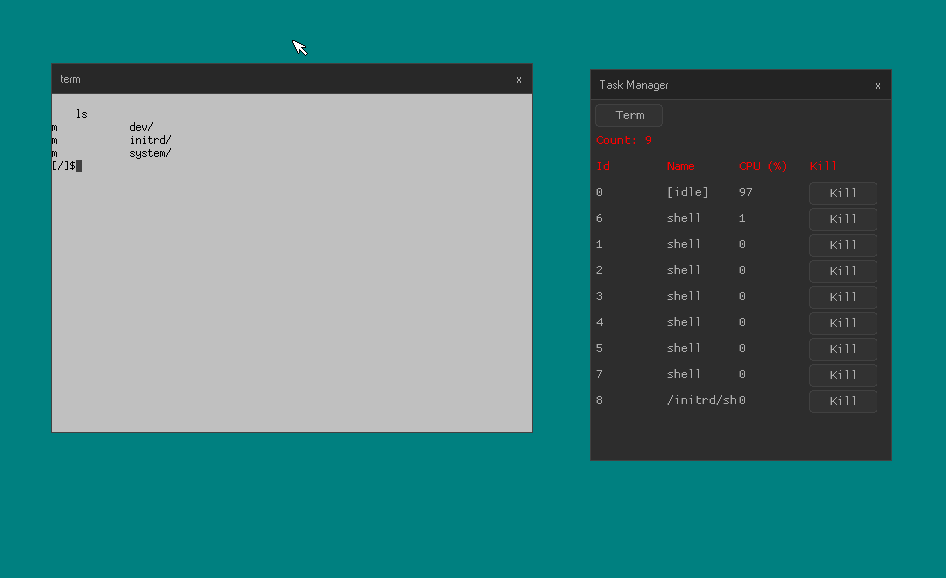 term x
ls
m dev/
m initrd/
m system/
[/]$
Task Manager x
Term
Count: 9
Id Name CPU (%) Kill
0 [idle] 97 Kill
6 shell 1 Kill
1 shell 0 Kill
2 shell 0 Kill
3 shell 0 Kill
4 shell 0 Kill
5 shell 0 Kill
7 shell 0 Kill
8 /initrd/sh0 Kill